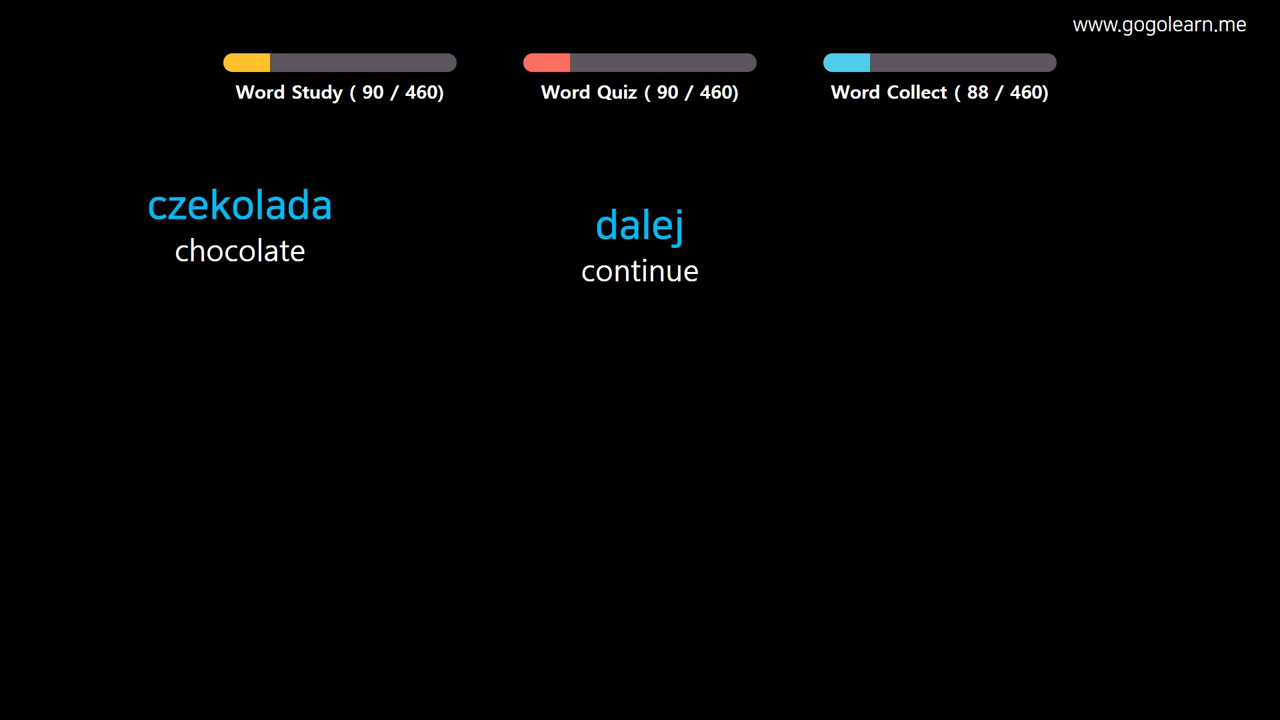 www.gogolearn.me
Word Study ( 90 / 460)
Word Quiz ( 90 / 460)
Word Collect ( 88 / 460)
czekolada
chocolate
dalej
continue